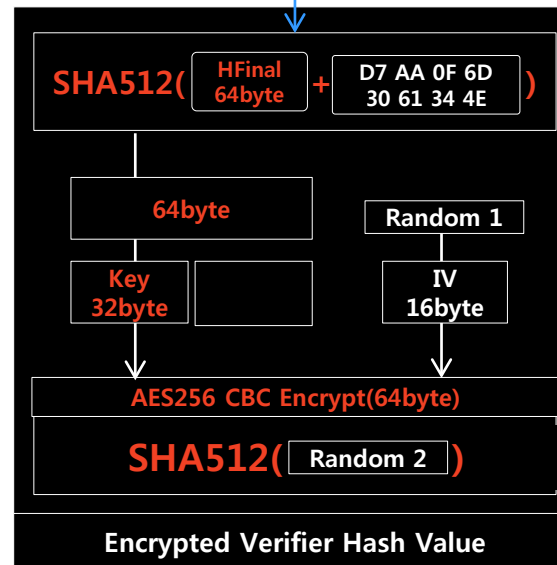 SHA512( HFinal 64byte + D7 AA 0F 6D 30 61 34 4E )
64byte
Random 1
Key
32byte
IV
16byte
AES256 CBC Encrypt(64byte)
SHA512( Random 2 )
Encrypted Verifier Hash Value